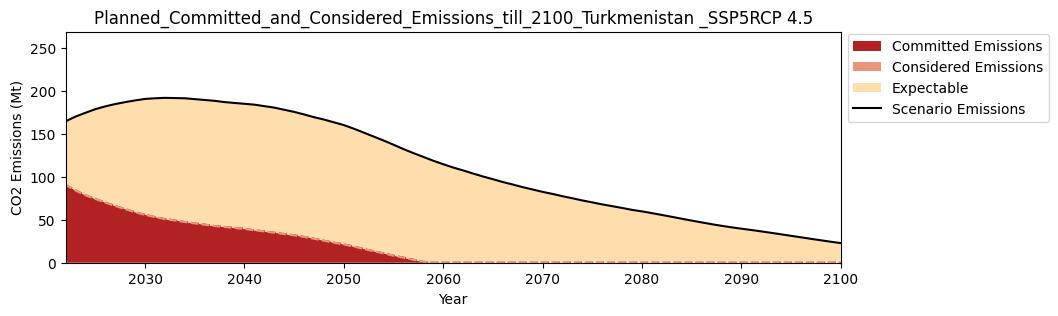 Planned_Committed_and_Considered_Emissions_till_2100_Turkmenistan _SSP5RCP 4.5
CO2 Emissions (Mt)
250
200
150
100
50
0
2030 2040 2050 2060 2070 2080 2090 2100
Year
Committed Emissions
Considered Emissions
Expectable
Scenario Emissions